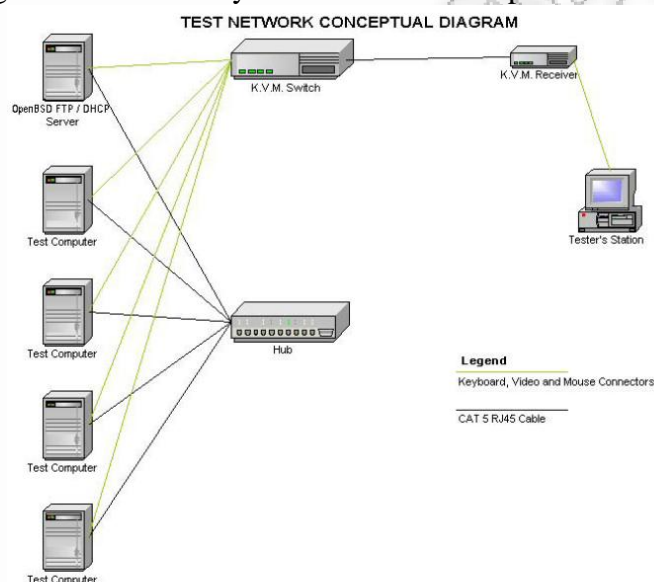 TEST NETWORK CONCEPTUAL DIAGRAM
OpenBSD FTP / DHCP
Server
K.V.M. Switch
K.V.M. Receiver
Tester's Station
Test Computer
Test Computer
Hub
Legend
Keyboard, Video and Mouse Connectors
CAT 5 RJ45 Cable
Test Computer
Test Computer